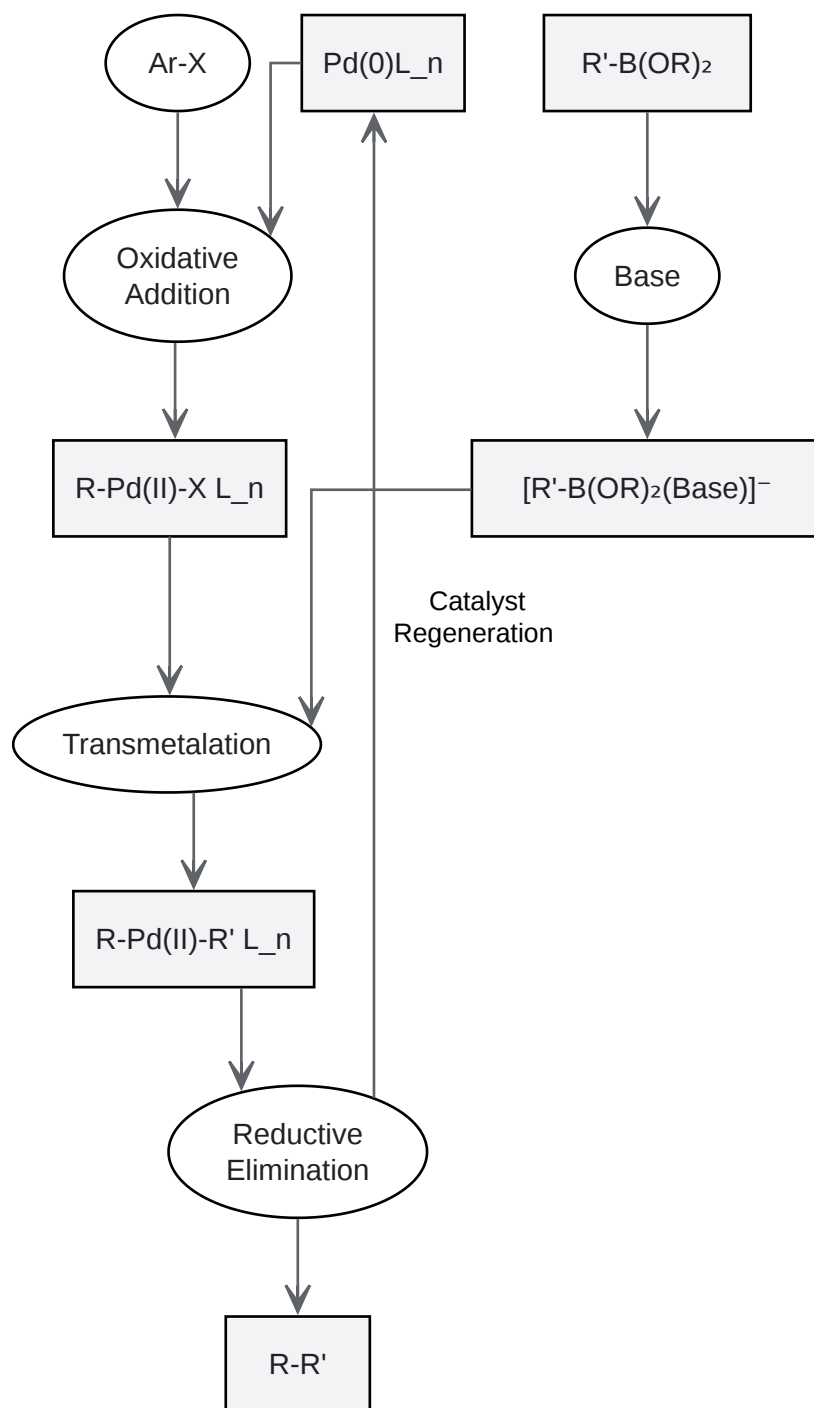 Ar-X
Pd(0)L_n
R'-B(OR)₂
Oxidative
Addition
Base
R-Pd(II)-X L_n
[R'-B(OR)₂(Base)]⁻
Catalyst
Regeneration
Transmetalation
R-Pd(II)-R' L_n
Reductive
Elimination
R-R'